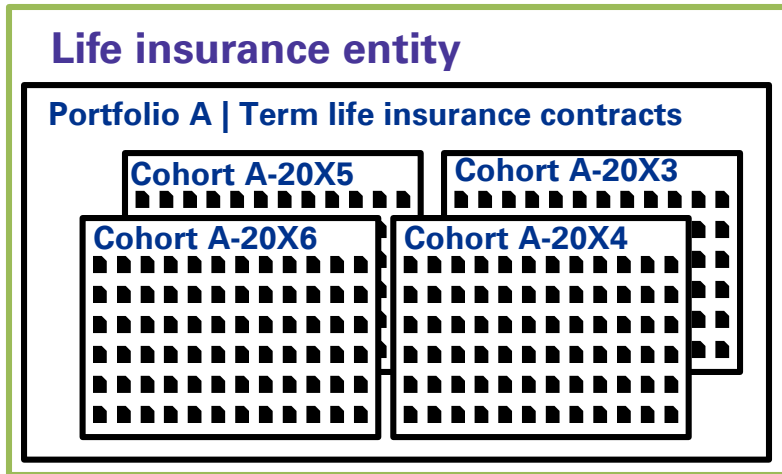 Life insurance entity
Portfolio A | Term life insurance contracts
Cohort A-20X5
Cohort A-20X3
Cohort A-20X6
Cohort A-20X4